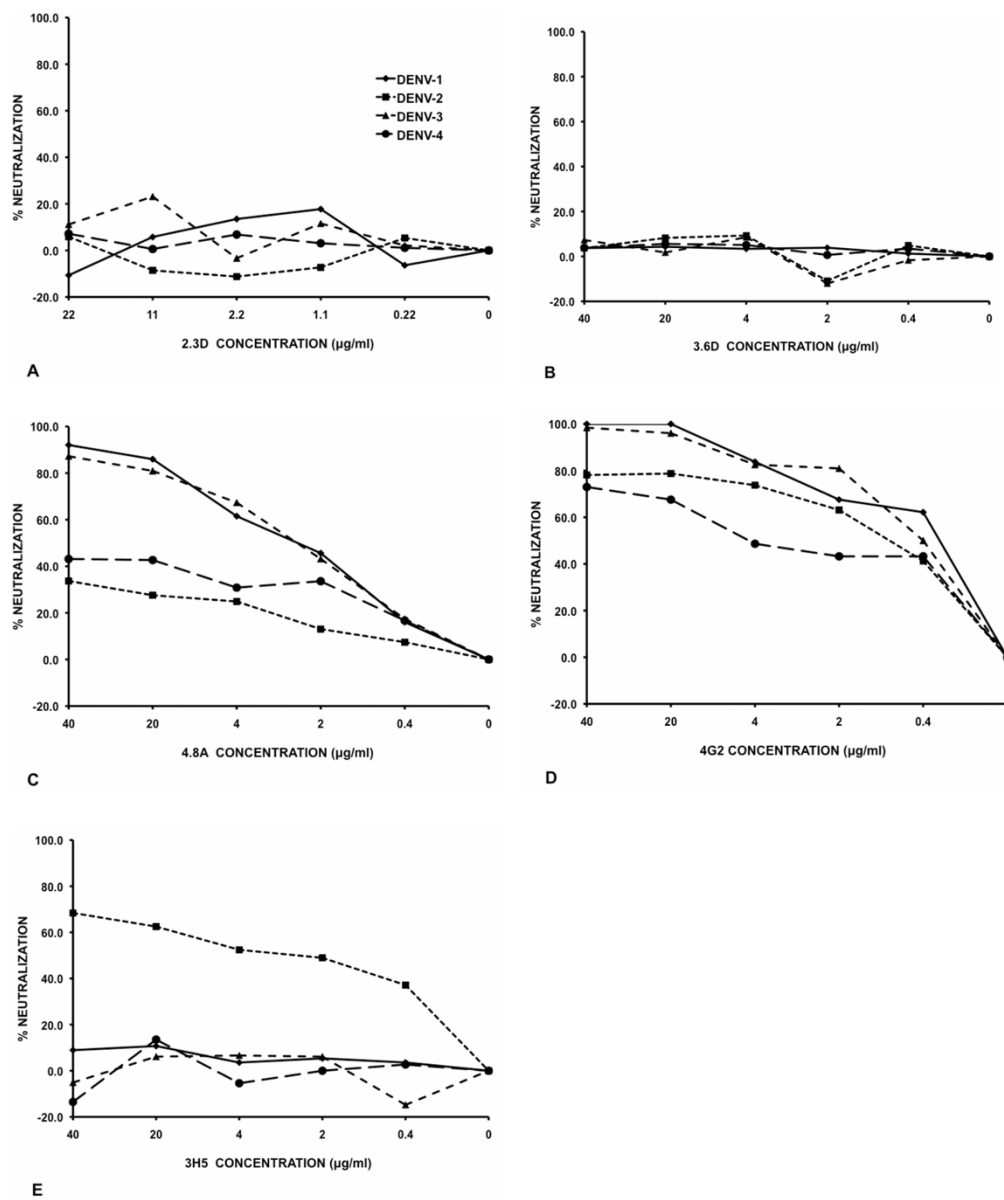 100.0
80.0
60.0
40.0
20.0
0.0
-20.0
% NEUTRALIZATION
DENV-1
DENV-2
DENV-3
DENV-4
22 11 2.2 1.1 0.22 0
2.3D CONCENTRATION (µg/ml)
A
100.0
80.0
60.0
40.0
20.0
0.0
-20.0
% NEUTRALIZATION
40 20 4 2 0.4 0
3.6D CONCENTRATION (µg/ml)
B
100.0
80.0
60.0
40.0
20.0
0.0
-20.0
% NEUTRALIZATION
40 20 4 2 0.4 0
4.8A CONCENTRATION (µg/ml)
C
100.0
80.0
60.0
40.0
20.0
0.0
-20.0
% NEUTRALIZATION
40 20 4 2 0.4
4G2 CONCENTRATION (µg/ml)
D
100.0
80.0
60.0
40.0
20.0
0.0
-20.0
% NEUTRALIZATION
40 20 4 2 0.4 0
3H5 CONCENTRATION (µg/ml)
E